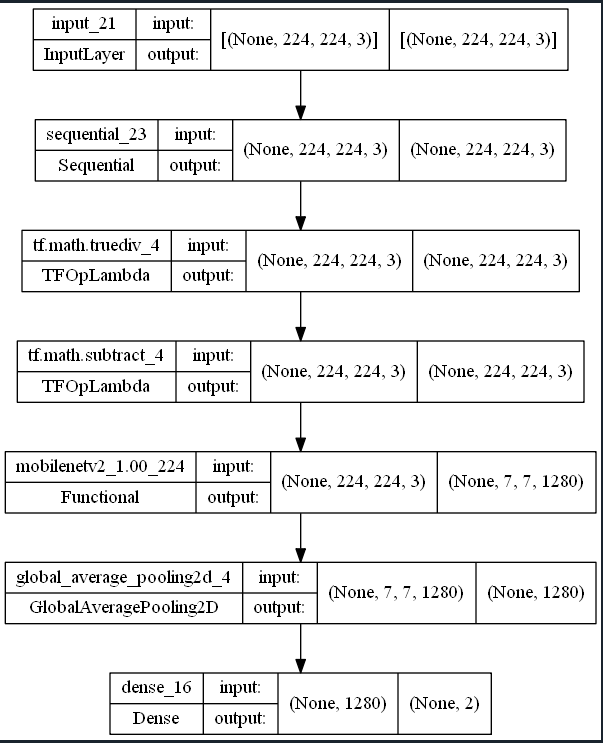 input_21 input: [(None, 224, 224, 3)] [(None, 224, 224, 3)]
InputLayer output:
sequential_23 input: (None, 224, 224, 3) (None, 224, 224, 3)
Sequential output:
tf.math.truediv_4 input: (None, 224, 224, 3) (None, 224, 224, 3)
TFOpLambda output:
tf.math.subtract_4 input: (None, 224, 224, 3) (None, 224, 224, 3)
TFOpLambda output:
mobilenetv2_1.00_224 input: (None, 224, 224, 3) (None, 7, 7, 1280)
Functional output:
global_average_pooling2d_4 input: (None, 7, 7, 1280) (None, 1280)
GlobalAveragePooling2D output:
dense_16 input: (None, 1280) (None, 2)
Dense output: